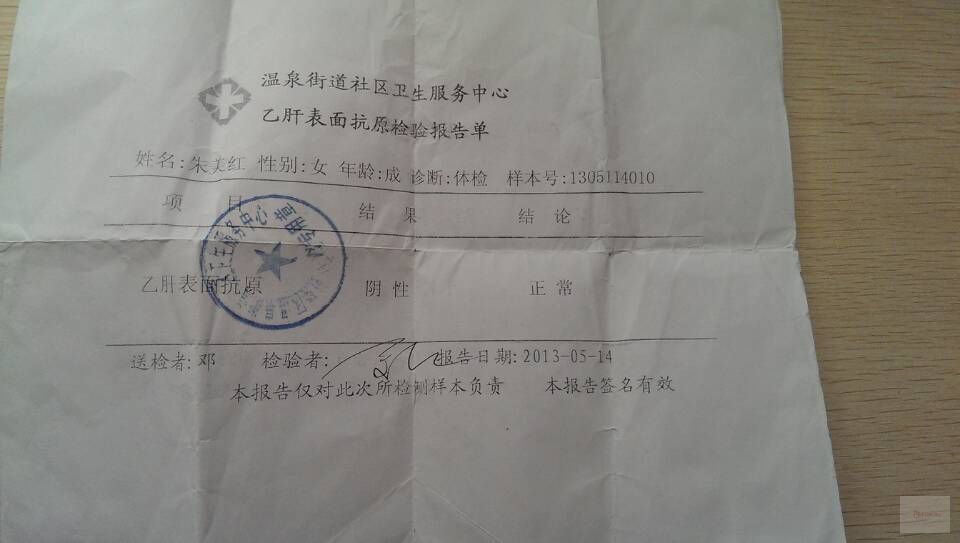 温泉街道社区卫生服务中心
乙肝表面抗原检验报告单
姓名:朱美红 性别:女 年龄:成 诊断:体检 样本号:1305114010
项 目 结 果 结 论
乙肝表面抗原 阴性 正常
送检者:邓 检验者: 报告日期:2013-05-14
本报告仅对此次所检测样本负责 本报告签名有效